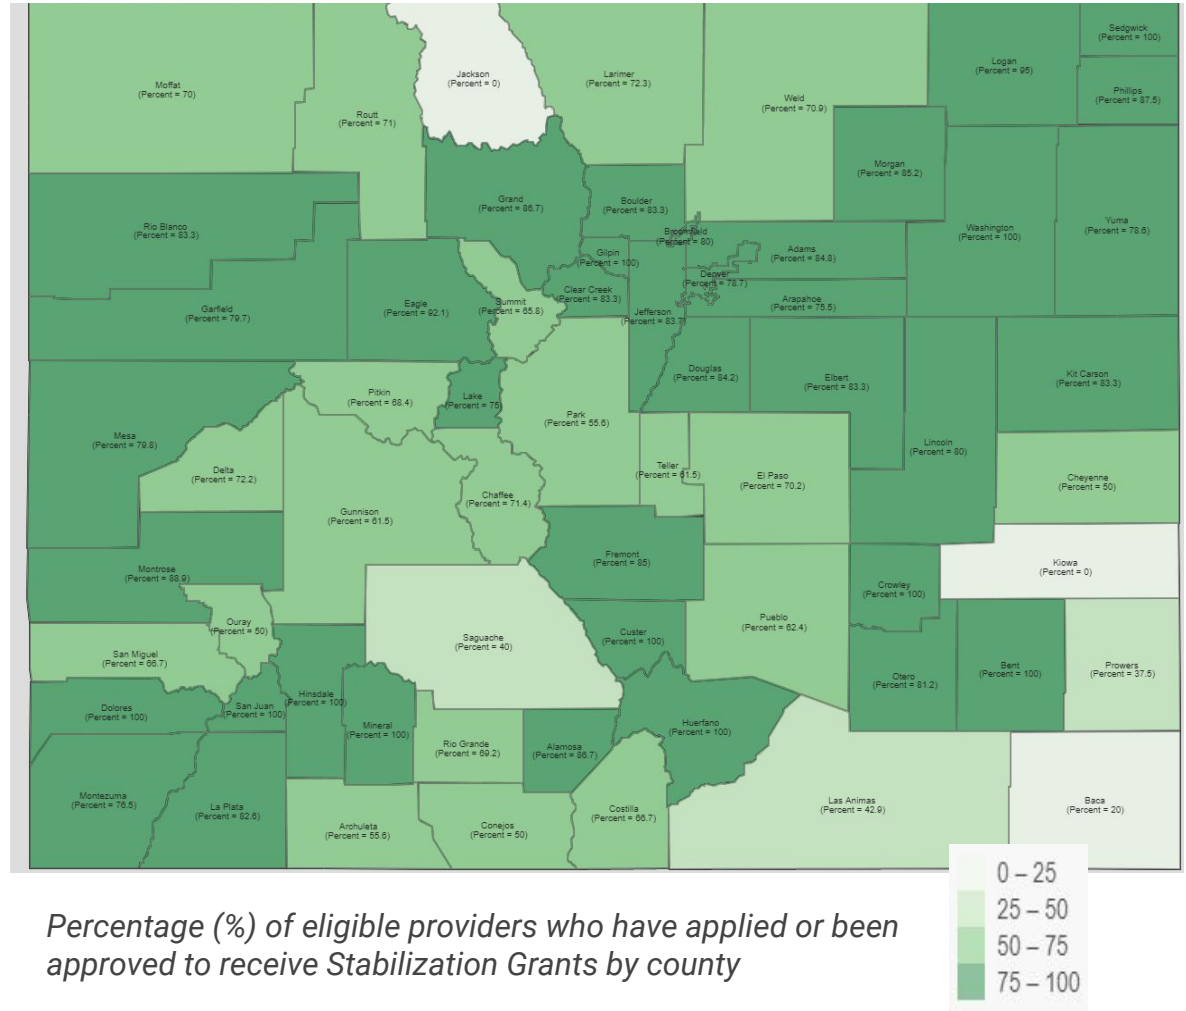 Sedgwick
(Percent = 100)
Logan
(Percent = 95)
Jackson
(Percent = 0)
Larimer
(Percent = 72.3)
Moffat
(Percent = 70)
Phillips
(Percent = 87.5)
Weld
(Percent = 70.9)
Routt
(Percent = 71)
Morgan
(Percent = 85.2)
Grand
(Percent = 86.7)
Boulder
(Percent = 83.3)
Yuma
(Percent = 78.6)
Rio Blanco
(Percent = 83.3)
Broomfield
(Percent = 80)
Washington
(Percent = 100)
Gilpin
(Percent = 100)
Adams
(Percent = 84.8)
Denver
(Percent = 78.7)
Clear Creek
(Percent = 83.3)
Arapahoe
(Percent = 75.5)
Summit
(Percent = 65.8)
Eagle
(Percent = 92.1)
Garfield
(Percent = 79.7)
Jefferson
(Percent = 83.7)
Douglas
(Percent = 84.2)
Elbert
(Percent = 83.3)
Kit Carson
(Percent = 83.3)
Pitkin
(Percent = 68.4)
Lake
(Percent = 75)
Park
(Percent = 55.6)
Mesa
(Percent = 79.8)
Lincoln
(Percent = 80)
Delta
(Percent = 72.2)
Teller
(Percent = 61.5)
El Paso
(Percent = 70.2)
Cheyenne
(Percent = 50)
Chaffee
(Percent = 71.4)
Gunnison
(Percent = 61.5)
Fremont
(Percent = 85)
Kiowa
(Percent = 0)
Montrose
(Percent = 88.9)
Crowley
(Percent = 100)
Ouray
(Percent = 50)
Pueblo
(Percent = 62.4)
Custer
(Percent = 100)
Saguache
(Percent = 40)
San Miguel
(Percent = 66.7)
Bent
(Percent = 100)
Prowers
(Percent = 37.5)
Otero
(Percent = 81.2)
Hinsdale
(Percent = 100)
Dolores
(Percent = 100)
San Juan
(Percent = 100)
Mineral
(Percent = 100)
Huerfano
(Percent = 100)
Rio Grande
(Percent = 69.2)
Alamosa
(Percent = 86.7)
Montezuma
(Percent = 76.5)
La Plata
(Percent = 82.6)
Las Animas
(Percent = 42.9)
Baca
(Percent = 20)
Costilla
(Percent = 66.7)
Archuleta
(Percent = 55.6)
Conejos
(Percent = 50)
0 – 25
25 – 50
50 – 75
75 – 100
Percentage (%) of eligible providers who have applied or been
approved to receive Stabilization Grants by county